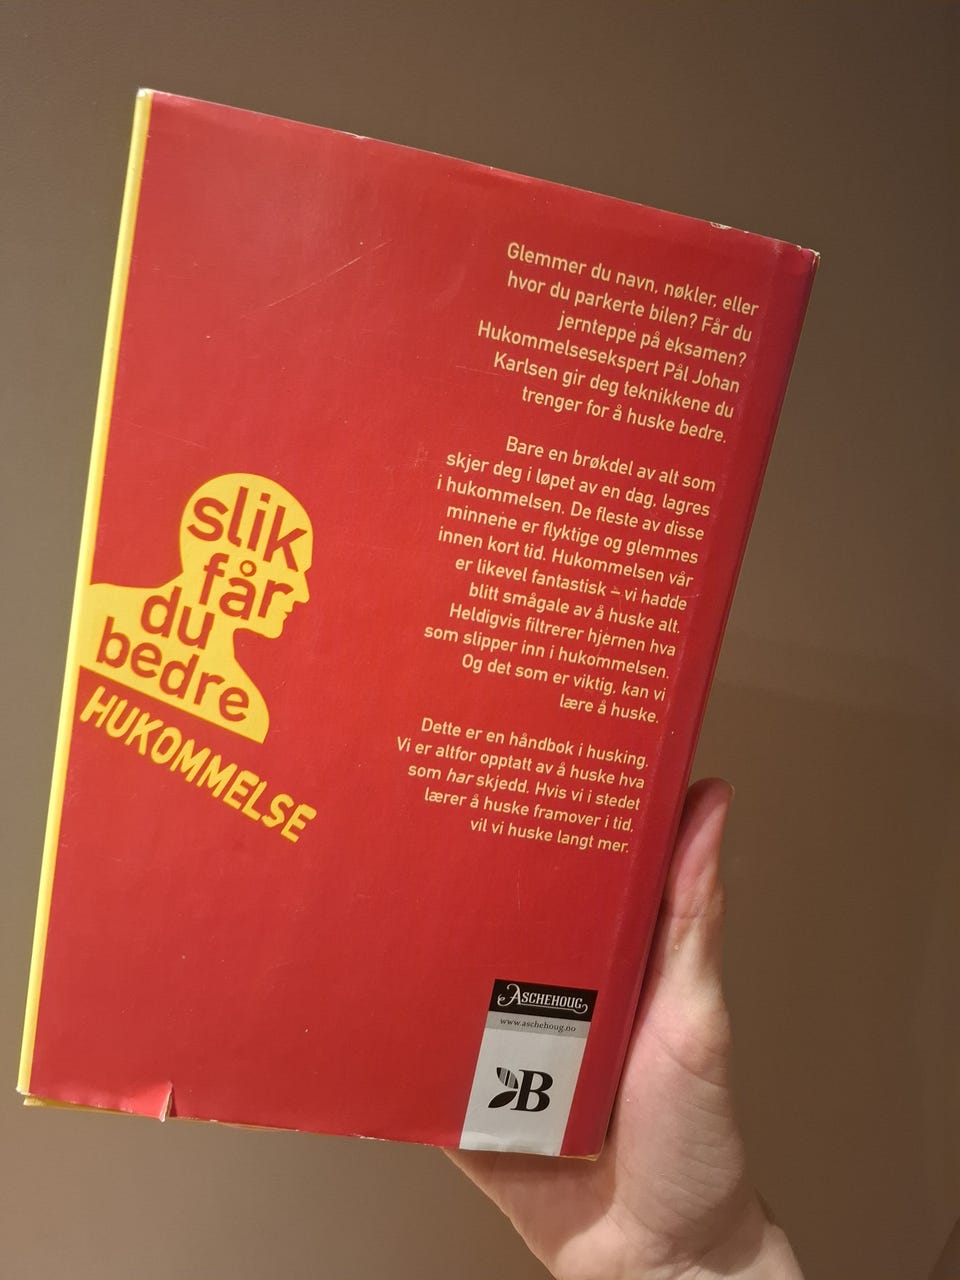 Glemmer du navn, nøkler, eller
hvor du parkerte bilen? Får du
jernteppe på eksamen?
Hukommelsesekspert Pål Johan
Karlsen gir deg teknikkene du
trenger for å huske bedre.
Bare en brøkdel av alt som
skjer deg i løpet av en dag, lagres
i hukommelsen. De fleste av disse
minnene er flyktige og glemmes
innen kort tid. Hukommelsen vår
er likevel fantastisk – vi hadde
blitt smågale av å huske alt.
Heldigvis filtrerer hjernen hva
som slipper inn i hukommelsen.
Og det som er viktig, kan vi
lære å huske.
Dette er en håndbok i husking.
Vi er altfor opptatt av å huske hva
som har skjedd. Hvis vi i stedet
lærer å huske framover i tid,
vil vi huske langt mer.
slik
får
du
bedre
HUKOMMELSE
ASCHEHOUG
www.aschehoug.no
B